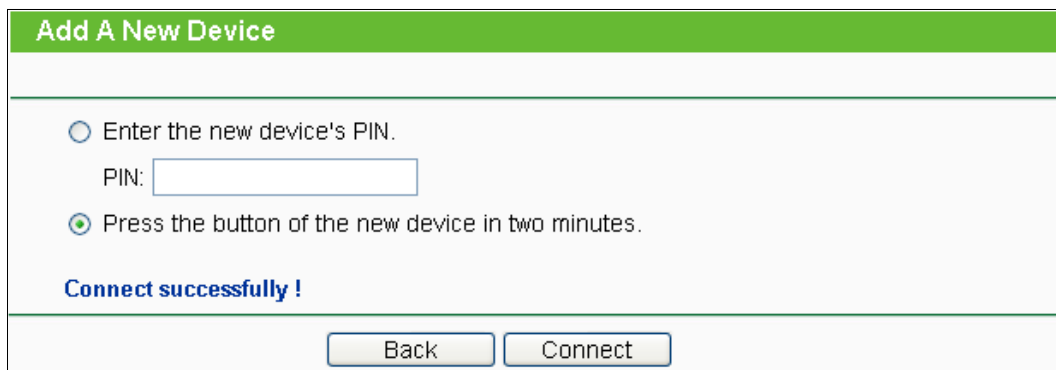 Add A New Device
Enter the new device's PIN.
PIN:
Press the button of the new device in two minutes.
Connect successfully !
Back Connect